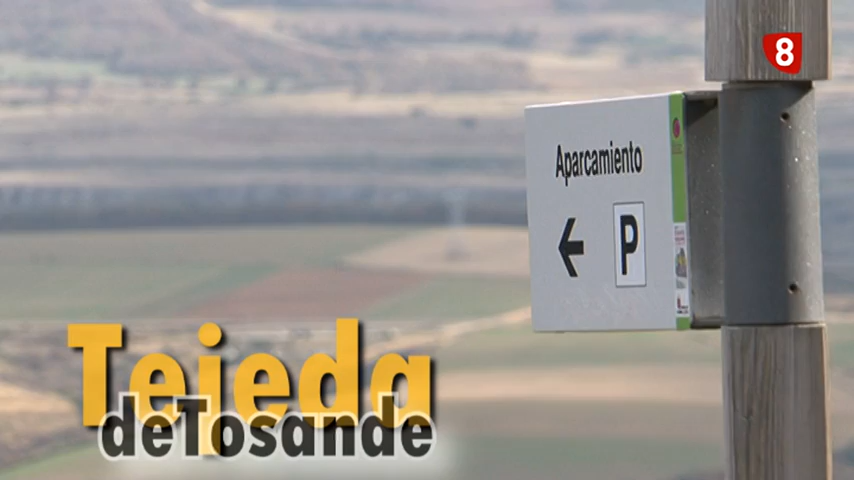 8
Aparcamiento
← P
Tejeda
deTosande